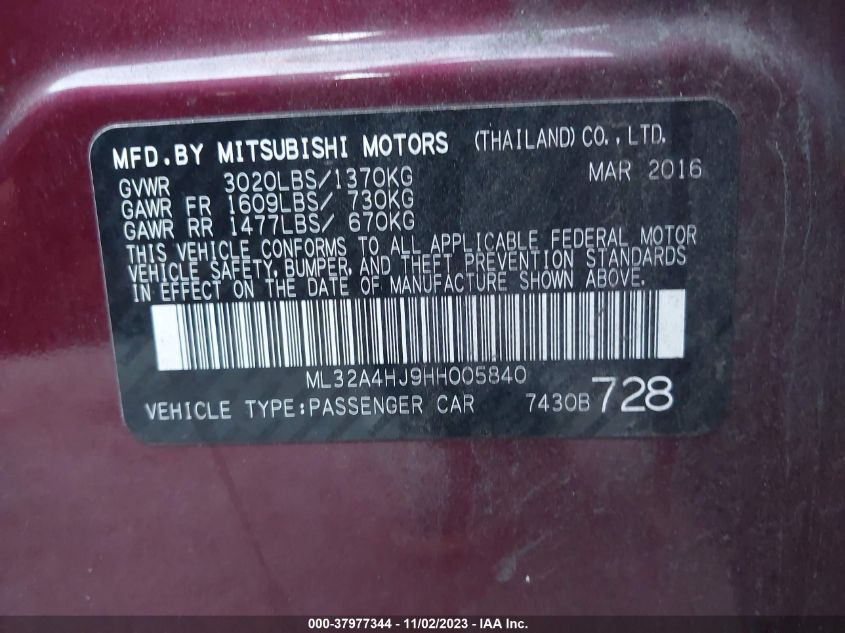 MFD.BY MITSUBISHI MOTORS (THAILAND) CO., LTD.
GVWR 3020LBS/1370KG MAR 2016
GAWR FR 1609LBS/ 730KG
GAWR RR 1477LBS/ 670KG
THIS VEHICLE CONFORMS TO ALL APPLICABLE FEDERAL MOTOR
VEHICLE SAFETY, BUMPER, AND THEFT PREVENTION STANDARDS
IN EFFECT ON THE DATE OF MANUFACTURE SHOWN ABOVE.
ML32A4HJ9HH005840
VEHICLE TYPE:PASSENGER CAR 7430B 728
000-37977344 - 11/02/2023 - IAA Inc.